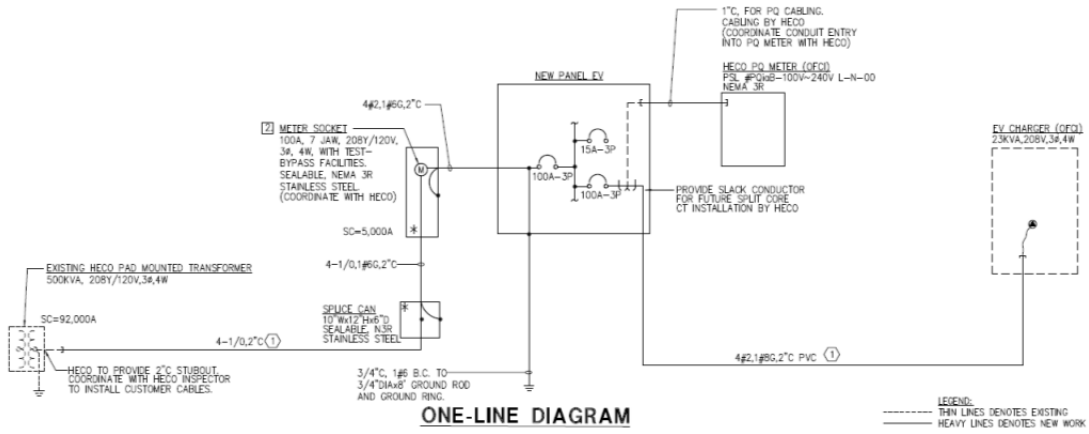 1"C, FOR PQ CABLING.
CABLING BY HECO
(COORDINATE CONDUIT ENTRY
INTO PQ METER WITH HECO)
NEW PANEL EV
HECO PQ METER (OFCI)
PSL #PQiaB-100V~240V L-N-00
NEMA 3R
4#2,1#6G,2"C
2 METER SOCKET
100A, 7 JAW, 208Y/120V,
3ø, 4W, WITH TEST-
BYPASS FACILITIES.
SEALABLE, NEMA 3R
STAINLESS STEEL.
(COORDINATE WITH HECO)
M
15A-3P
100A-3P
100A-3P
EV CHARGER (OFCI)
23KVA,208V,3ø,4W
PROVIDE SLACK CONDUCTOR
FOR FUTURE SPLIT CORE
CT INSTALLATION BY HECO
*
SC=5,000A
4-1/0,1#6G,2"C
EXISTING HECO PAD MOUNTED TRANSFORMER
500KVA, 208Y/120V,3ø,4W
SC=92,000A
SPLICE CAN
10"Wx12"Hx6"D
SEALABLE, N3R
STAINLESS STEEL
*
4-1/0,2"C 1
4#2,1#8G,2"C PVC 1
HECO TO PROVIDE 2"C STUBOUT.
COORDINATE WITH HECO INSPECTOR
TO INSTALL CUSTOMER CABLES.
3/4"C, 1#6 B.C. TO
3/4"DIAx8' GROUND ROD
AND GROUND RING.
ONE-LINE DIAGRAM
LEGEND:
THIN LINES DENOTES EXISTING
HEAVY LINES DENOTES NEW WORK